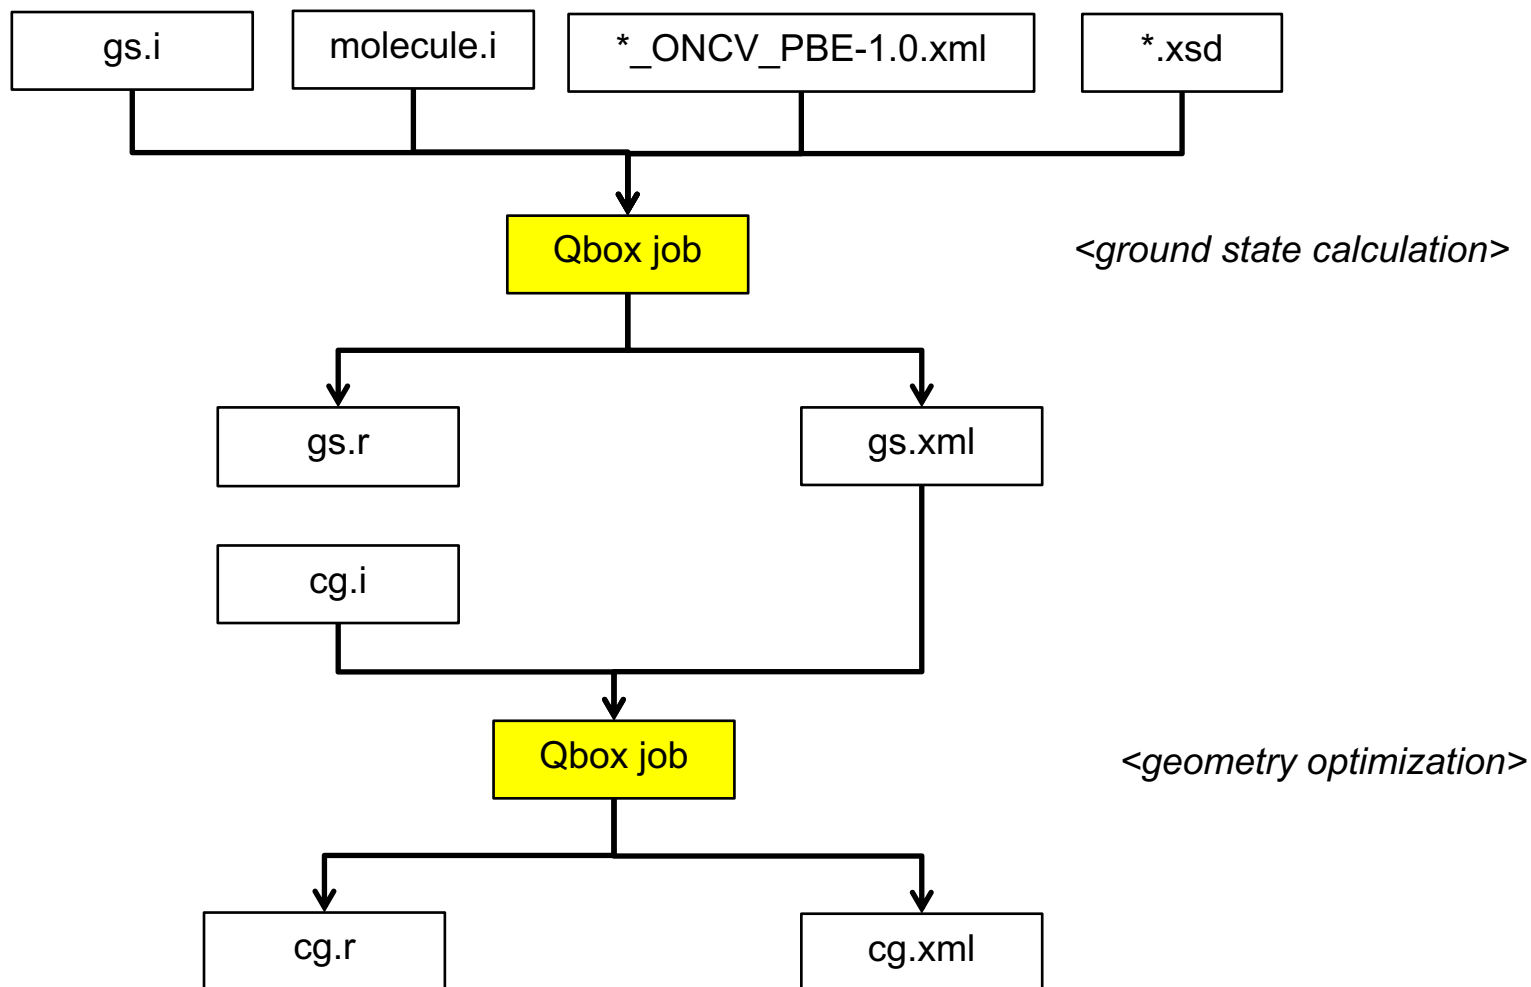 gs.i
molecule.i
*_ONCV_PBE-1.0.xml
*.xsd
Qbox job
<ground state calculation>
gs.r
gs.xml
cg.i
Qbox job
<geometry optimization>
cg.r
cg.xml